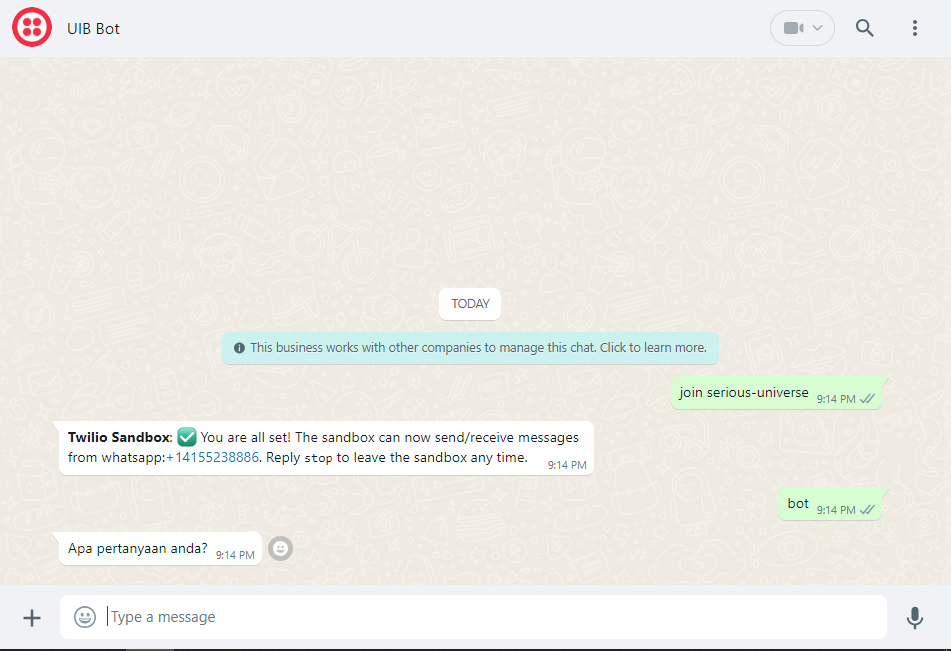 UIB Bot
TODAY
This business works with other companies to manage this chat. Click to learn more.
join serious-universe 9:14 PM
Twilio Sandbox: ✅ You are all set! The sandbox can now send/receive messages
from whatsapp:+14155238886. Reply stop to leave the sandbox any time. 9:14 PM
bot 9:14 PM
Apa pertanyaan anda? 9:14 PM
Type a message